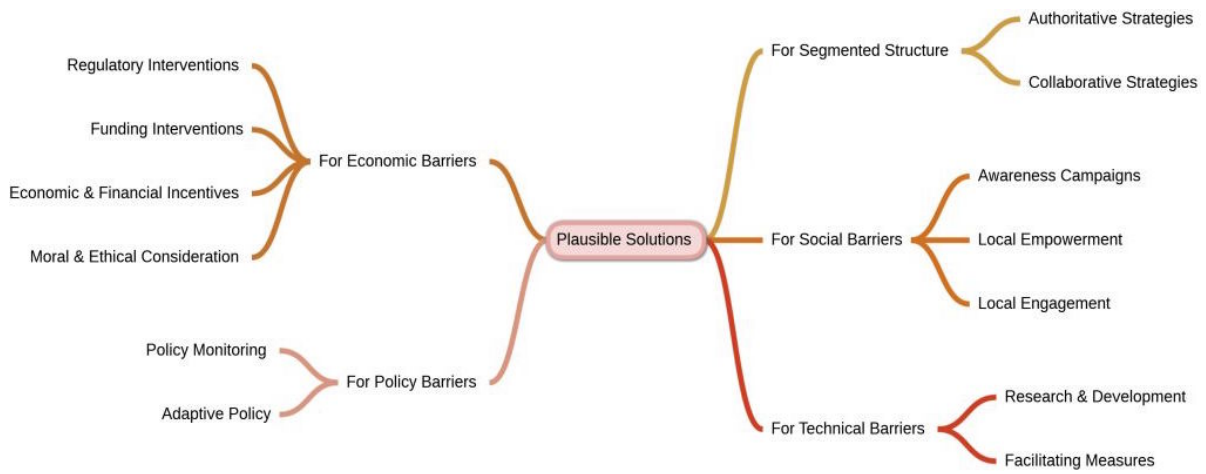 Plausible Solutions
For Economic Barriers
Regulatory Interventions
Funding Interventions
Economic & Financial Incentives
Moral & Ethical Consideration
For Policy Barriers
Policy Monitoring
Adaptive Policy
For Segmented Structure
Authoritative Strategies
Collaborative Strategies
For Social Barriers
Awareness Campaigns
Local Empowerment
Local Engagement
For Technical Barriers
Research & Development
Facilitating Measures